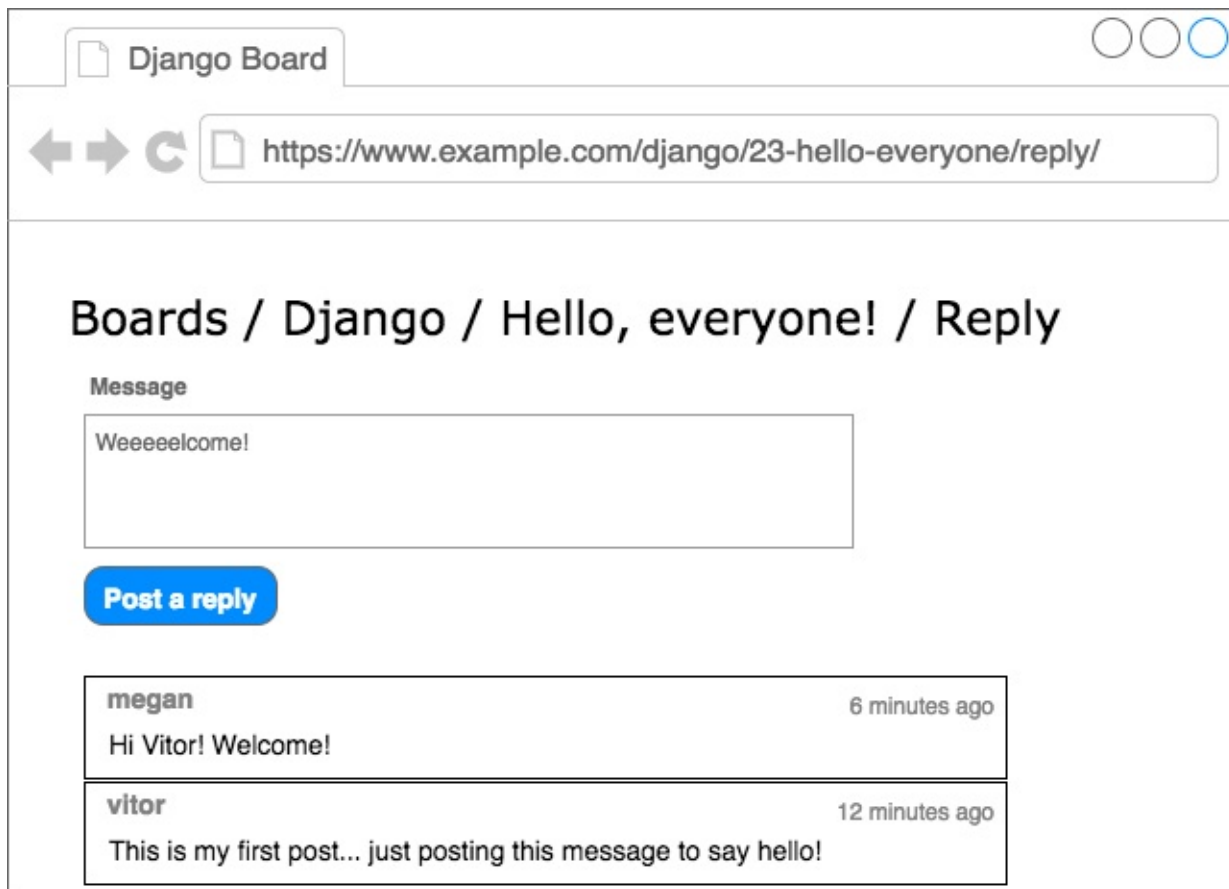 Django Board
https://www.example.com/django/23-hello-everyone/reply/
Boards / Django / Hello, everyone! / Reply
Message
Weeeeelcome!
Post a reply
megan
6 minutes ago
Hi Vitor! Welcome!
vitor
12 minutes ago
This is my first post... just posting this message to say hello!